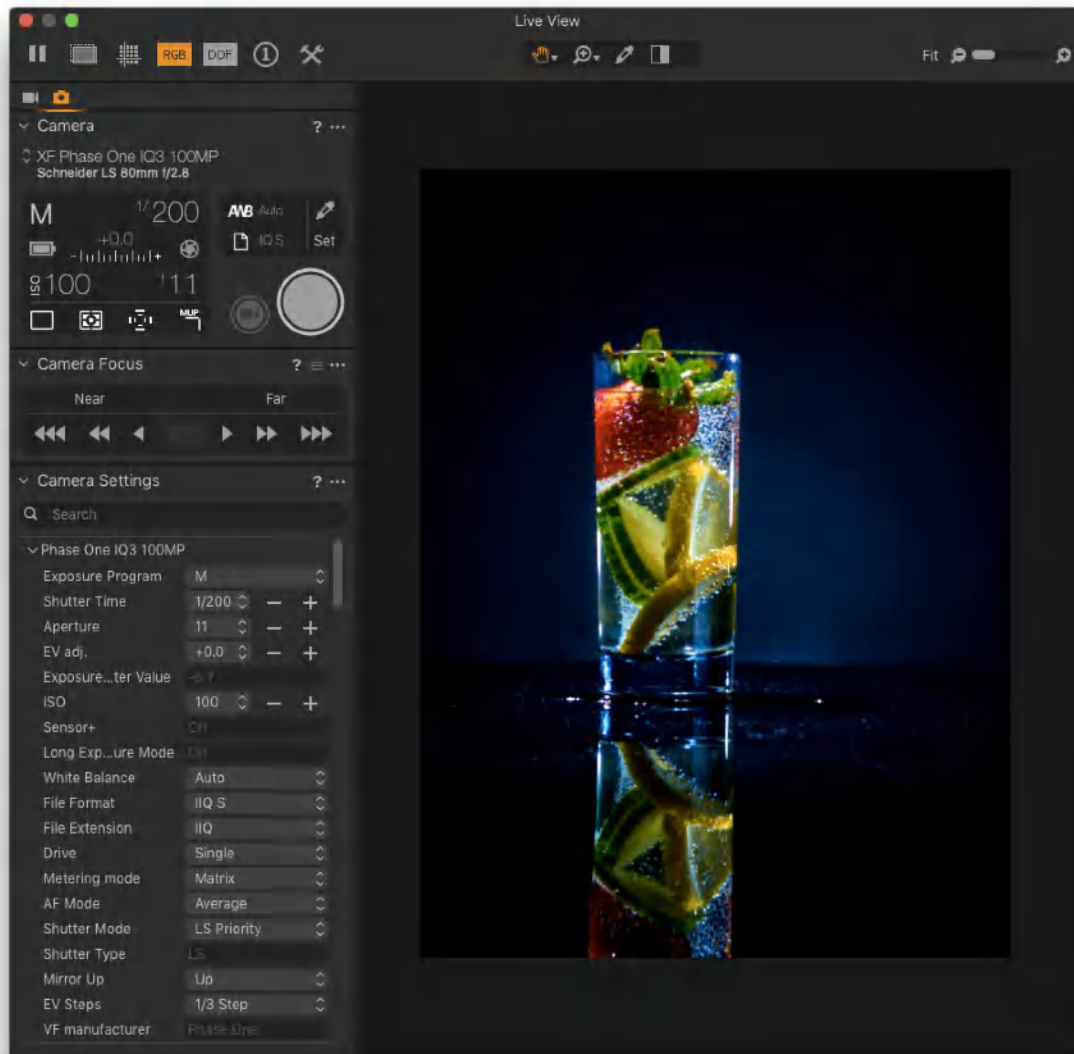 Live View
RGB DOF
Fit
Camera ? ...
XF Phase One IQ3 100MP
Schneider LS 80mm f/2.8
M 1/200 AWB Auto
+0.0 IQ S Set
- +
ISO 100 f 11
MUP
Camera Focus ? ...
Near Far
Camera Settings ? ...
Search
Phase One IQ3 100MP
Exposure Program M
Shutter Time 1/200 − +
Aperture 11 − +
EV adj. +0.0 − +
Exposure...ter Value -6.7
ISO 100 − +
Sensor+ Off
Long Exp...ure Mode Off
White Balance Auto
File Format IIQ S
File Extension IIQ
Drive Single
Metering mode Matrix
AF Mode Average
Shutter Mode LS Priority
Shutter Type LS
Mirror Up Up
EV Steps 1/3 Step
VF manufacturer Phase One